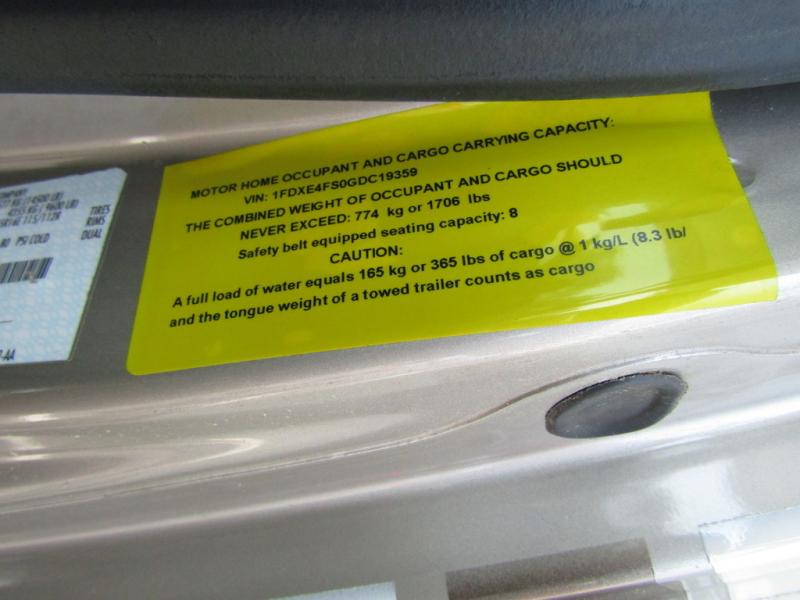 MOTOR HOME OCCUPANT AND CARGO CARRYING CAPACITY:
VIN: 1FDXE4FS0GDC19359
THE COMBINED WEIGHT OF OCCUPANT AND CARGO SHOULD
NEVER EXCEED: 774 kg or 1706 lbs
Safety belt equipped seating capacity: 8
CAUTION:
A full load of water equals 165 kg or 365 lbs of cargo @ 1 kg/L (8.3 lb/
and the tongue weight of a towed trailer counts as cargo
TIRES
RIMS
PSI COLD DUAL